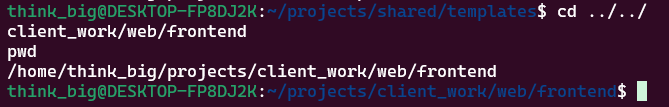 think_big@DESKTOP-FP8DJ2K:~/projects/shared/templates$ cd ../../
client_work/web/frontend
pwd
/home/think_big/projects/client_work/web/frontend
think_big@DESKTOP-FP8DJ2K:~/projects/client_work/web/frontend$